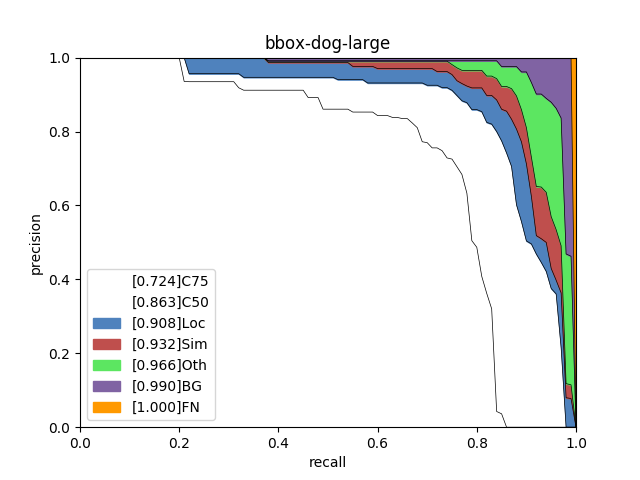 bbox-dog-large
precision
1.0
0.8
0.6
0.4
0.2
0.0
[0.724]C75
[0.863]C50
[0.908]Loc
[0.932]Sim
[0.966]Oth
[0.990]BG
[1.000]FN
0.0 0.2 0.4 0.6 0.8 1.0
recall